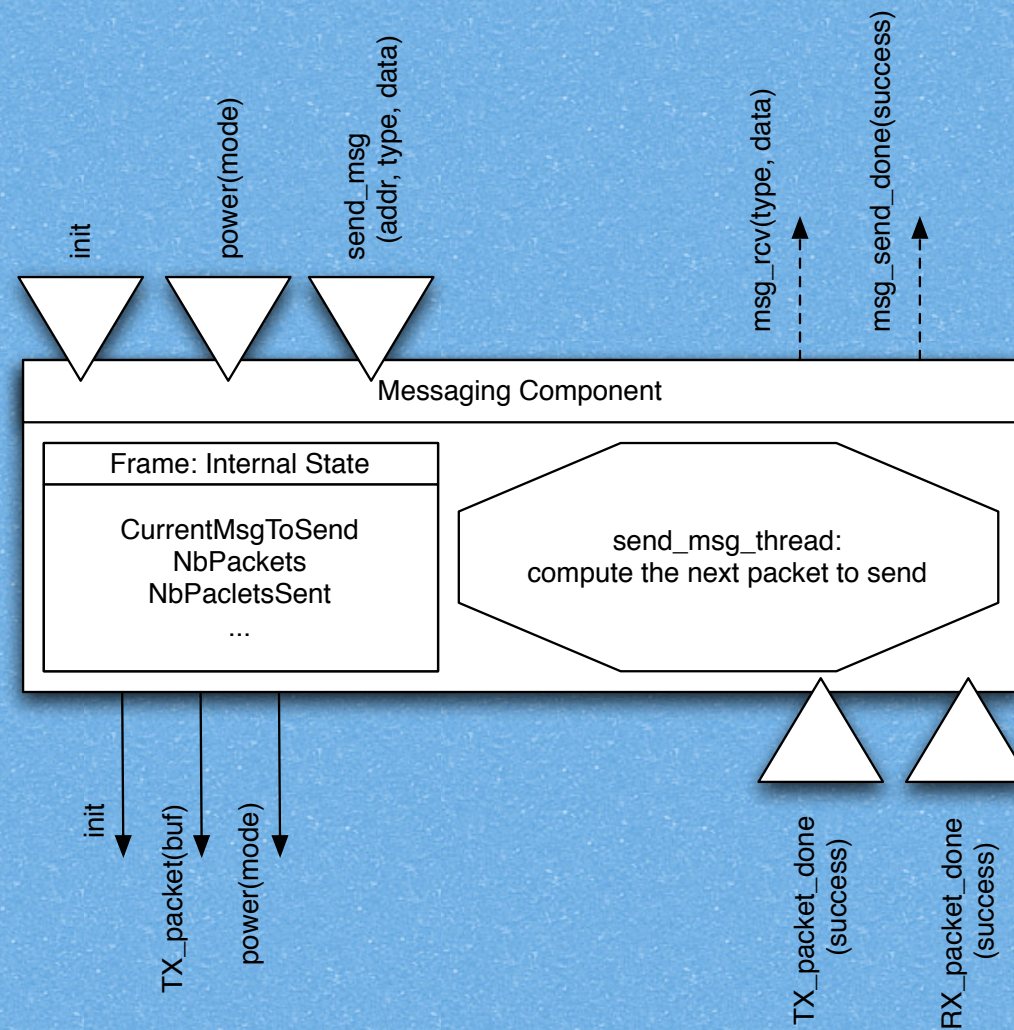 init
power(mode)
send_msg
(addr, type, data)
msg_rcv(type, data)
msg_send_done(success)
Messaging Component
Frame: Internal State
CurrentMsgToSend
NbPackets
NbPacletsSent
...
send_msg_thread:
compute the next packet to send
init
TX_packet(buf)
power(mode)
TX_packet_done
(success)
RX_packet_done
(success)